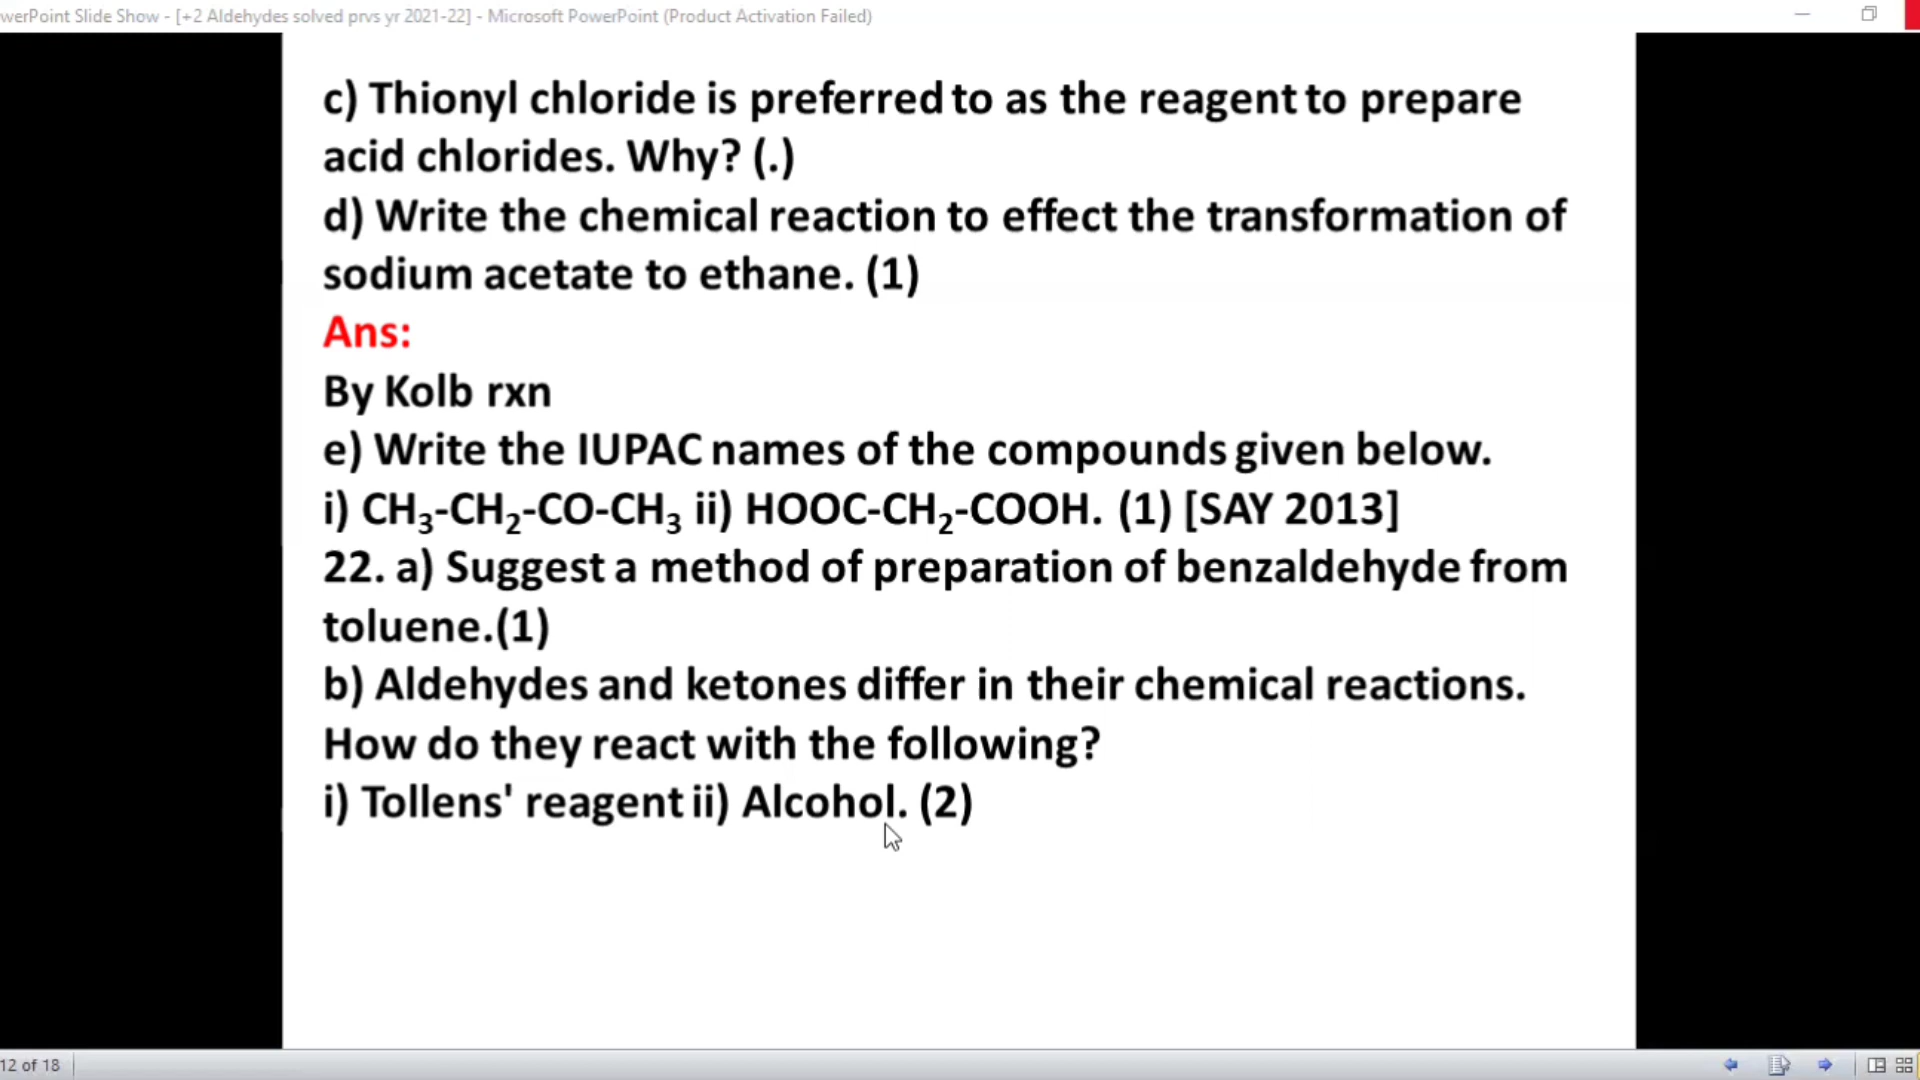 werPoint Slide Show - [+2 Aldehydes solved prvs yr 2021-22] - Microsoft PowerPoint (Product Activation Failed)
c) Thionyl chloride is preferred to as the reagent to prepare
acid chlorides. Why? (.)
d) Write the chemical reaction to effect the transformation of
sodium acetate to ethane. (1)
Ans:
By Kolb rxn
e) Write the IUPAC names of the compounds given below.
i) CH₃-CH₂-CO-CH₃ ii) HOOC-CH₂-COOH. (1) [SAY 2013]
22. a) Suggest a method of preparation of benzaldehyde from
toluene.(1)
b) Aldehydes and ketones differ in their chemical reactions.
How do they react with the following?
i) Tollens' reagent ii) Alcohol. (2)
12 of 18